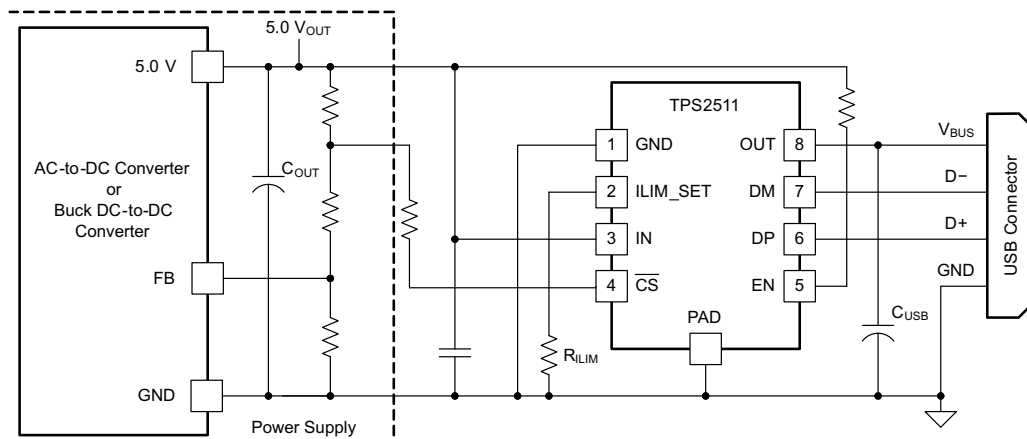 5.0 VOUT
5.0 V
TPS2511
1 GND
OUT 8
VBUS
COUT
AC-to-DC Converter
or
Buck DC-to-DC
Converter
2 ILIM_SET
DM 7
D−
3 IN
DP 6
D+
FB
4 CS
EN 5
GND
USB Connector
PAD
CUSB
RILIM
GND
Power Supply